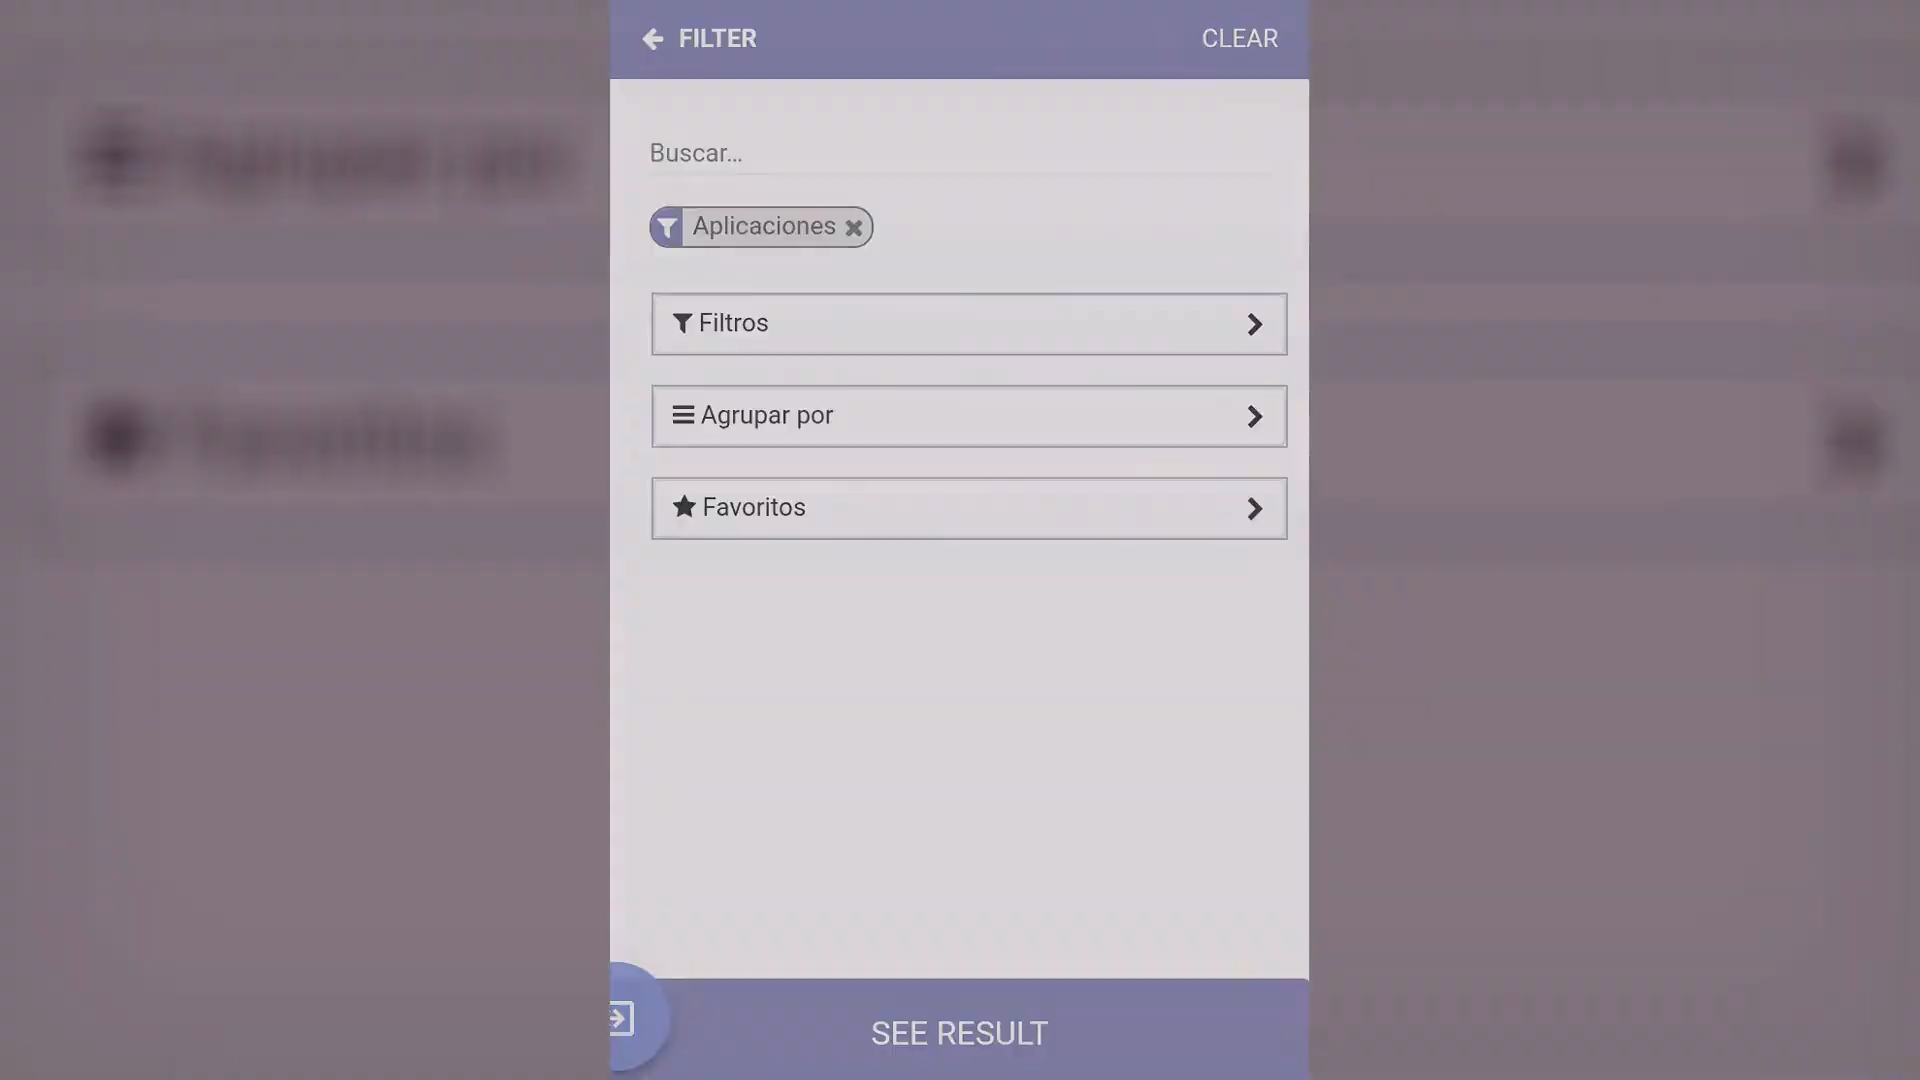 FILTER
CLEAR
Buscar...
Aplicaciones
Filtros
Agrupar por
Favoritos
SEE RESULT